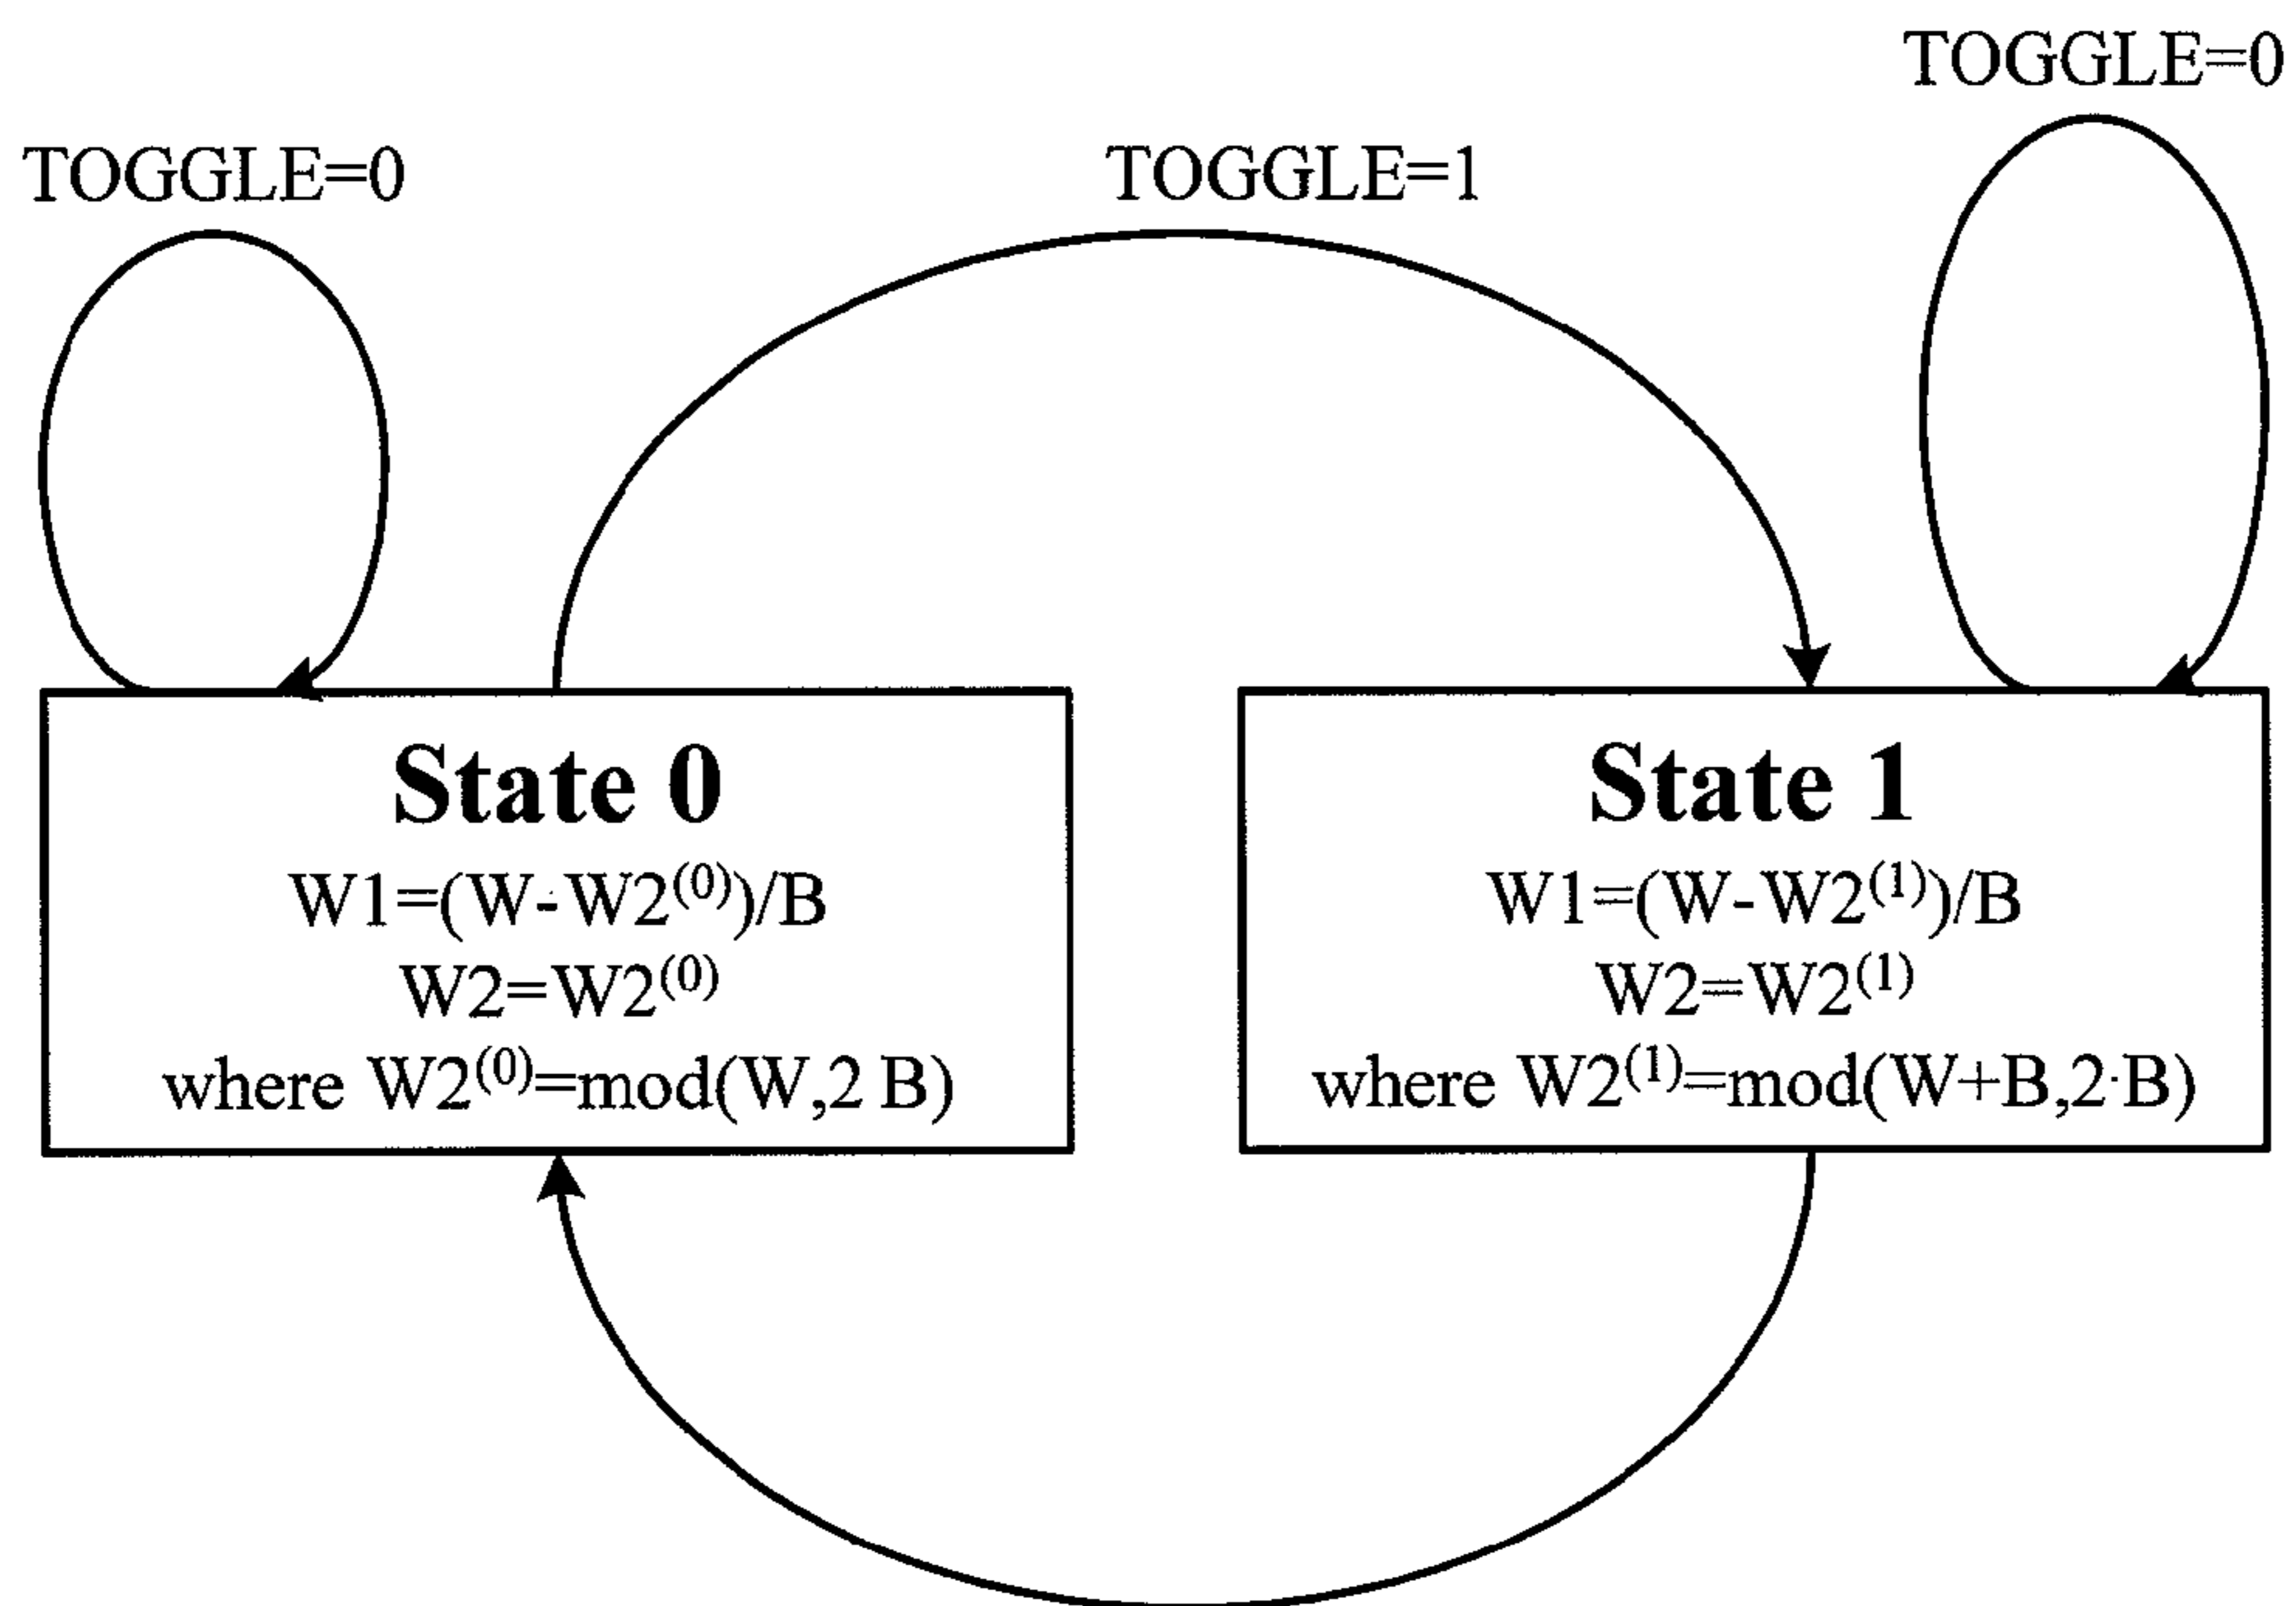 TOGGLE=0
TOGGLE=0
TOGGLE=1
State 0
W1=(W-W2⁽⁰⁾)/B
W2=W2⁽⁰⁾
where W2⁽⁰⁾=mod(W,2 B)
State 1
W1=(W-W2⁽¹⁾)/B
W2=W2⁽¹⁾
where W2⁽¹⁾=mod(W+B,2·B)